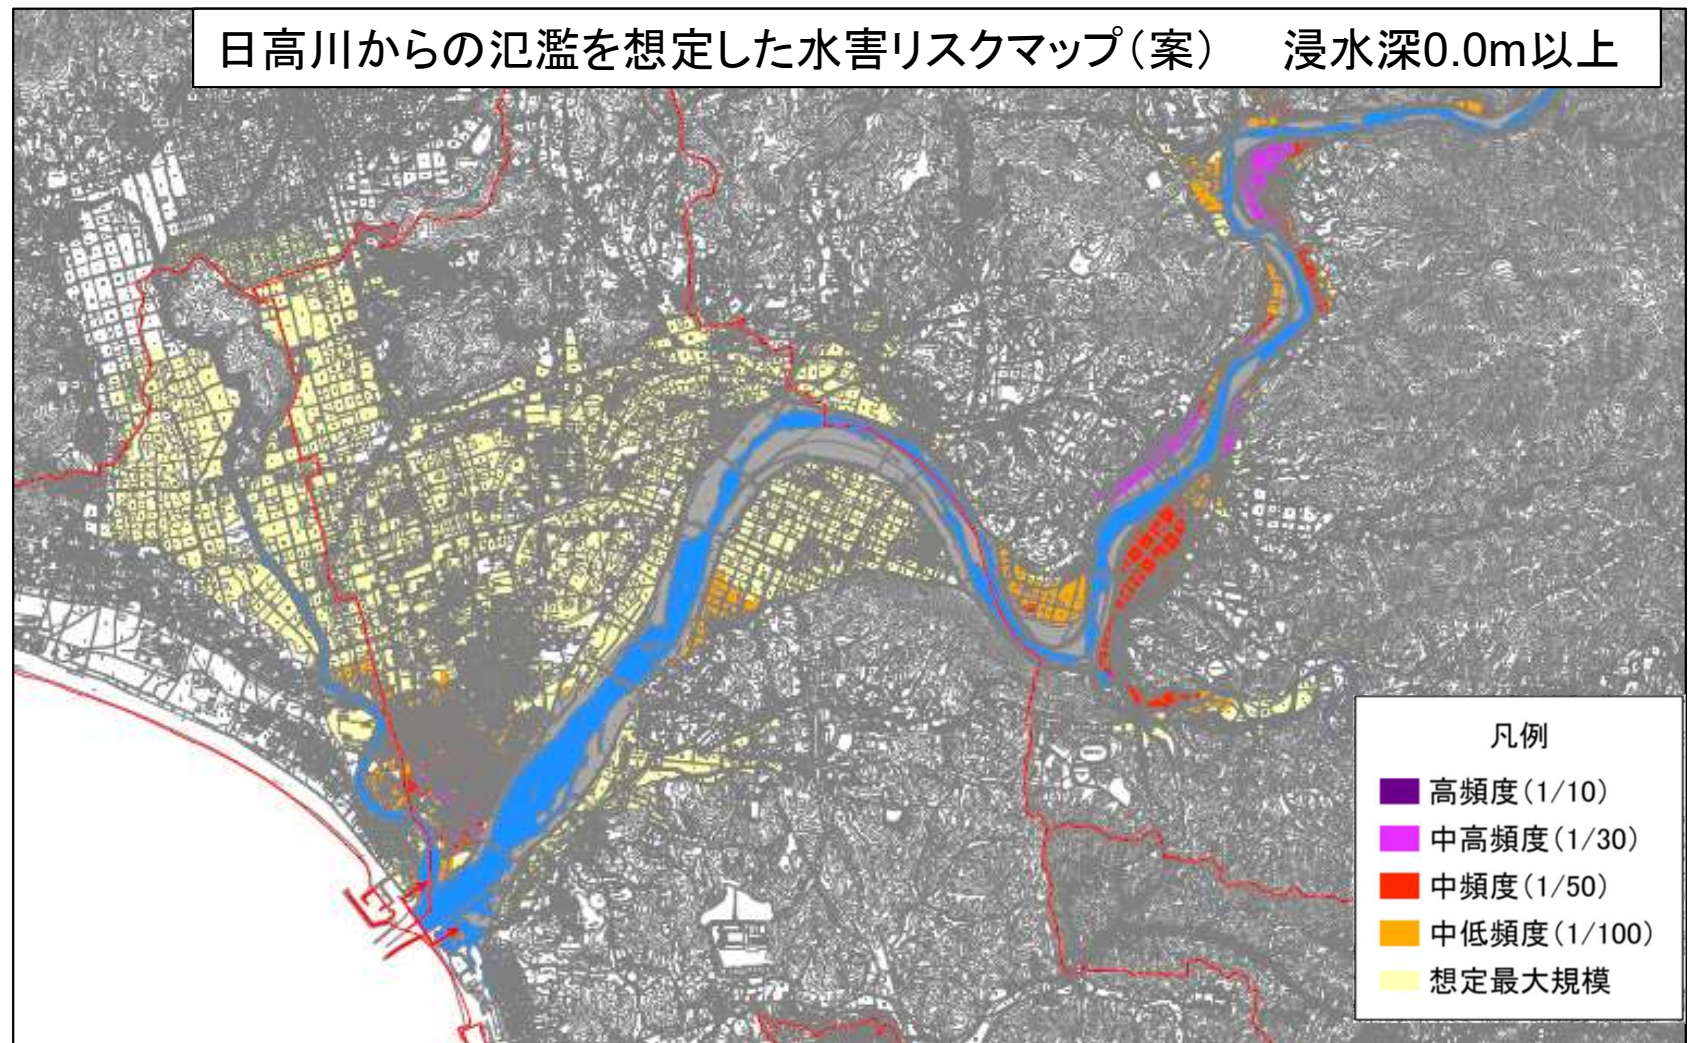 日高川からの氾濫を想定した水害リスクマップ（案）　浸水深0.0m以上
凡例
高頻度（1/10）
中高頻度（1/30）
中頻度（1/50）
中低頻度（1/100）
想定最大規模